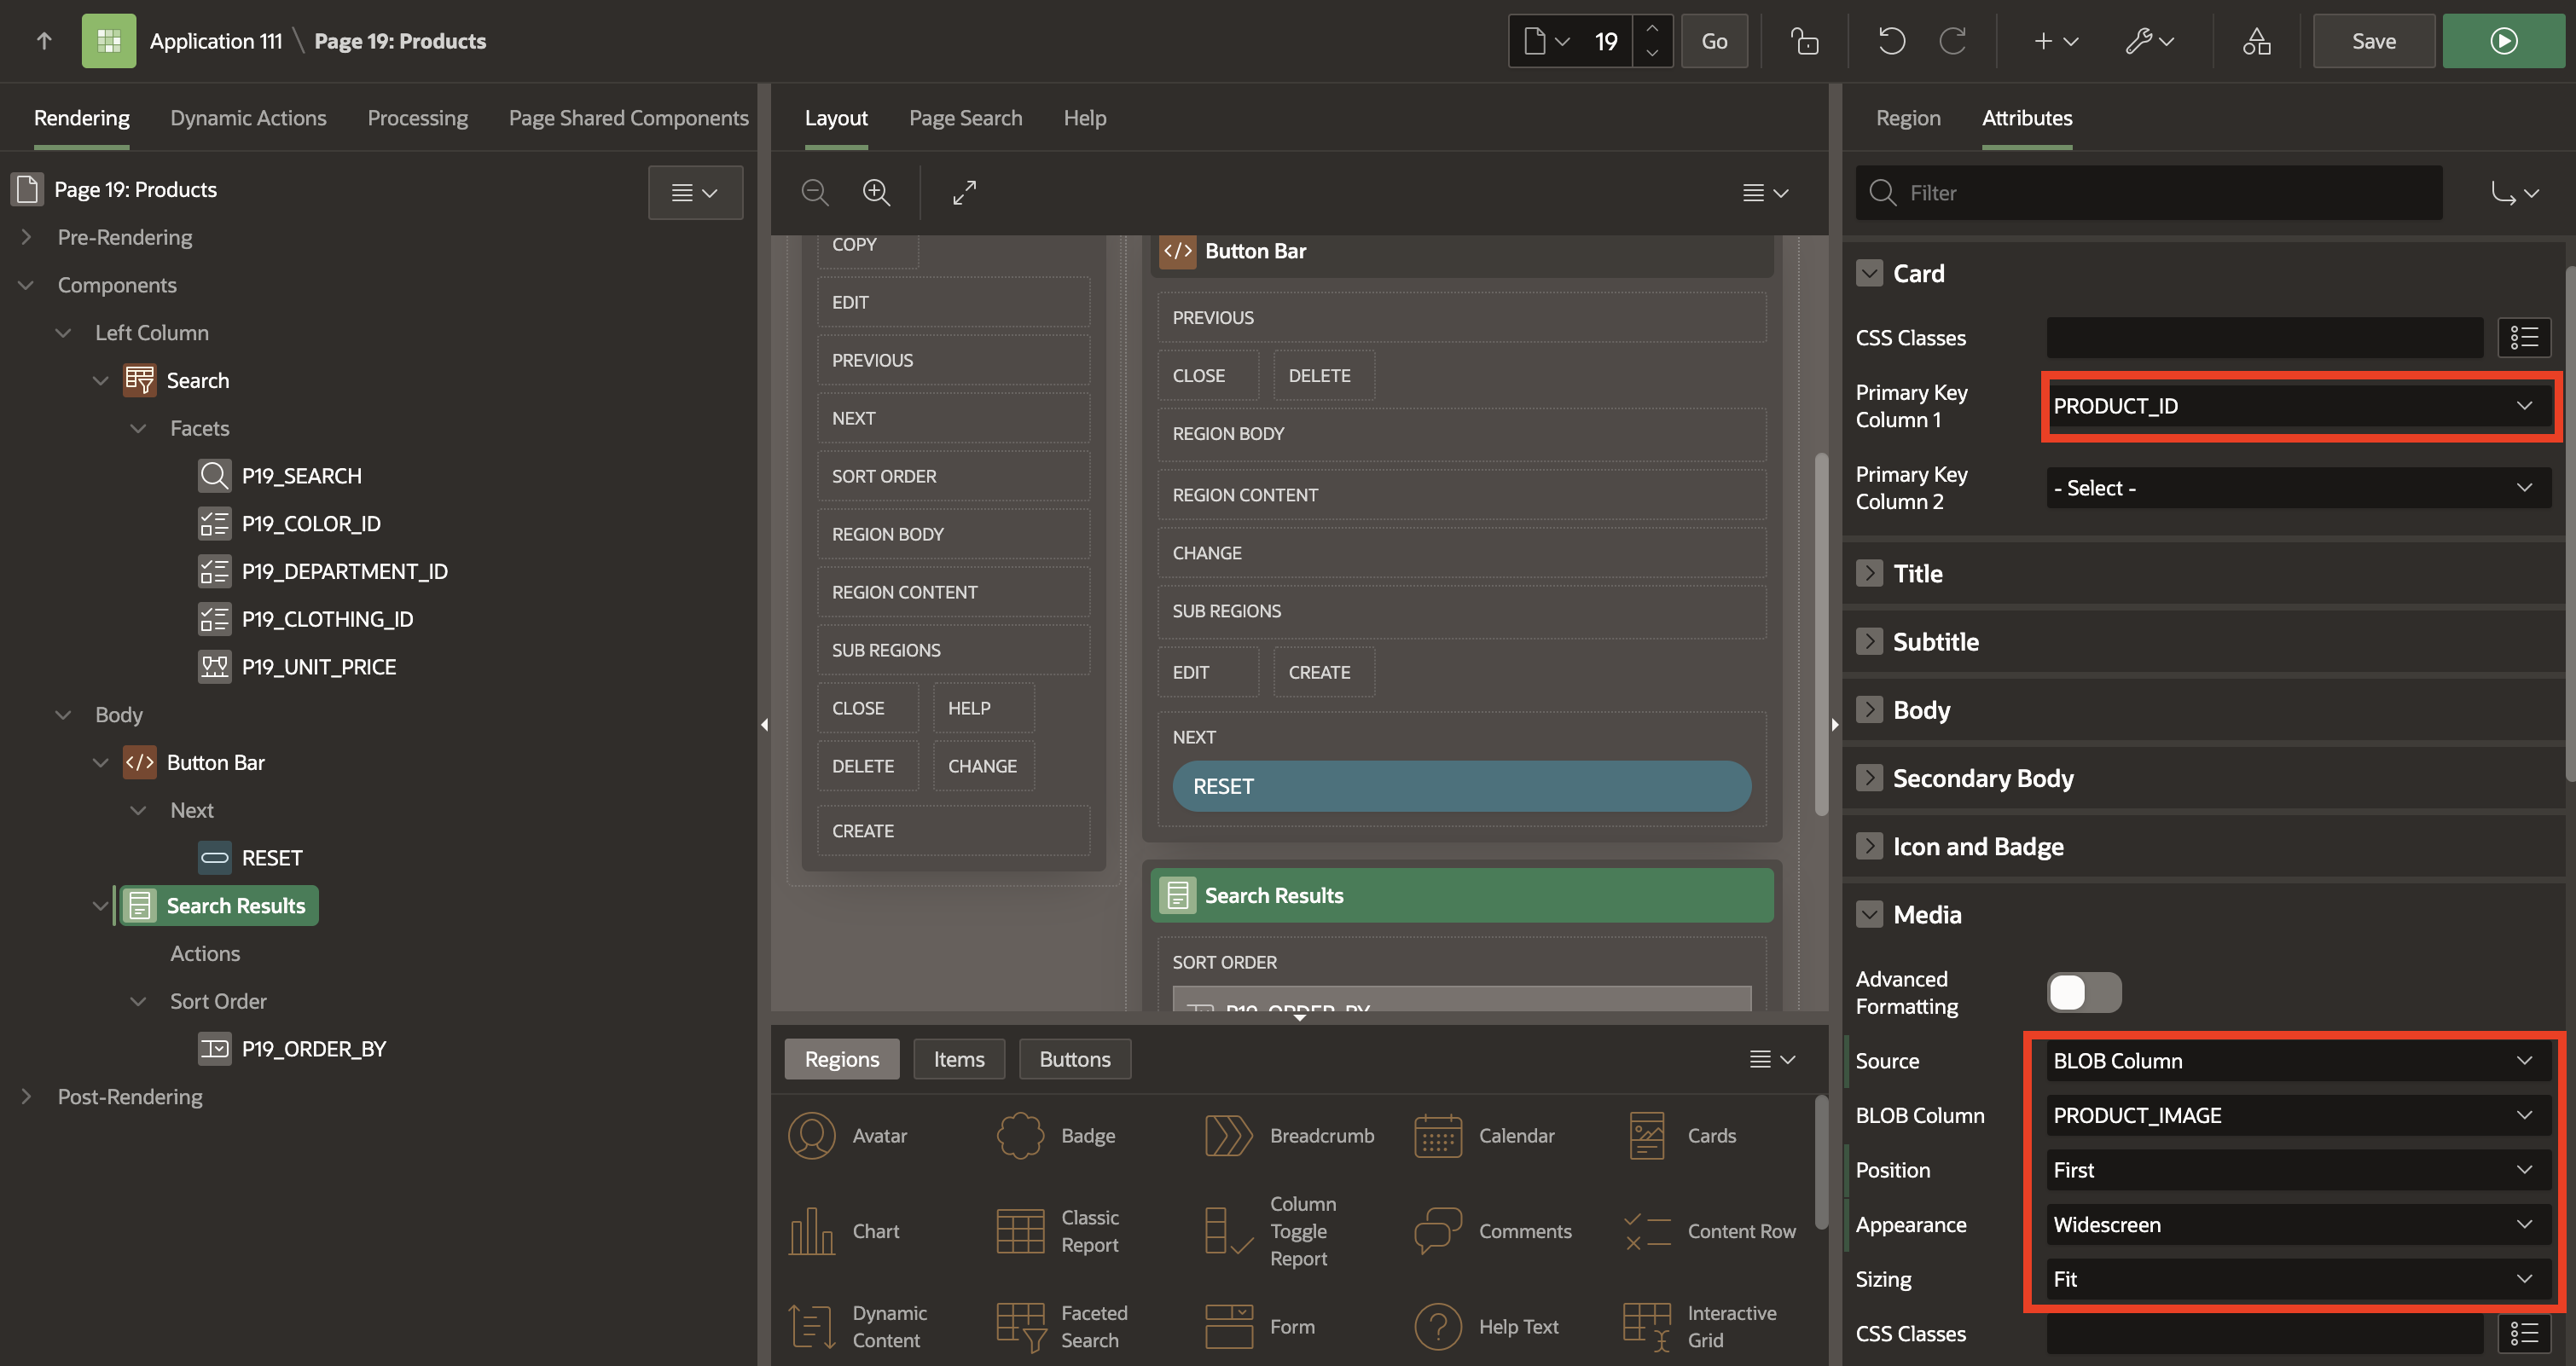 Application 111 \ Page 19: Products
19
Go
Save
Rendering
Dynamic Actions
Processing
Page Shared Components
Page 19: Products
Pre-Rendering
Components
Left Column
Search
Facets
P19_SEARCH
P19_COLOR_ID
P19_DEPARTMENT_ID
P19_CLOTHING_ID
P19_UNIT_PRICE
Body
Button Bar
Next
RESET
Search Results
Actions
Sort Order
P19_ORDER_BY
Post-Rendering
Layout
Page Search
Help
COPY
EDIT
PREVIOUS
NEXT
SORT ORDER
REGION BODY
REGION CONTENT
SUB REGIONS
CLOSE
HELP
DELETE
CHANGE
CREATE
Button Bar
PREVIOUS
CLOSE
DELETE
REGION BODY
REGION CONTENT
CHANGE
SUB REGIONS
EDIT
CREATE
NEXT
RESET
Search Results
SORT ORDER
P19_ORDER_BY
Regions
Items
Buttons
Avatar
Badge
Breadcrumb
Calendar
Cards
Chart
Classic
Report
Column
Toggle
Report
Comments
Content Row
Dynamic
Content
Faceted
Search
Form
Help Text
Interactive
Grid
Region
Attributes
Filter
Card
CSS Classes
Primary Key
Column 1
PRODUCT_ID
Primary Key
Column 2
- Select -
Title
Subtitle
Body
Secondary Body
Icon and Badge
Media
Advanced
Formatting
Source
BLOB Column
BLOB Column
PRODUCT_IMAGE
Position
First
Appearance
Widescreen
Sizing
Fit
CSS Classes